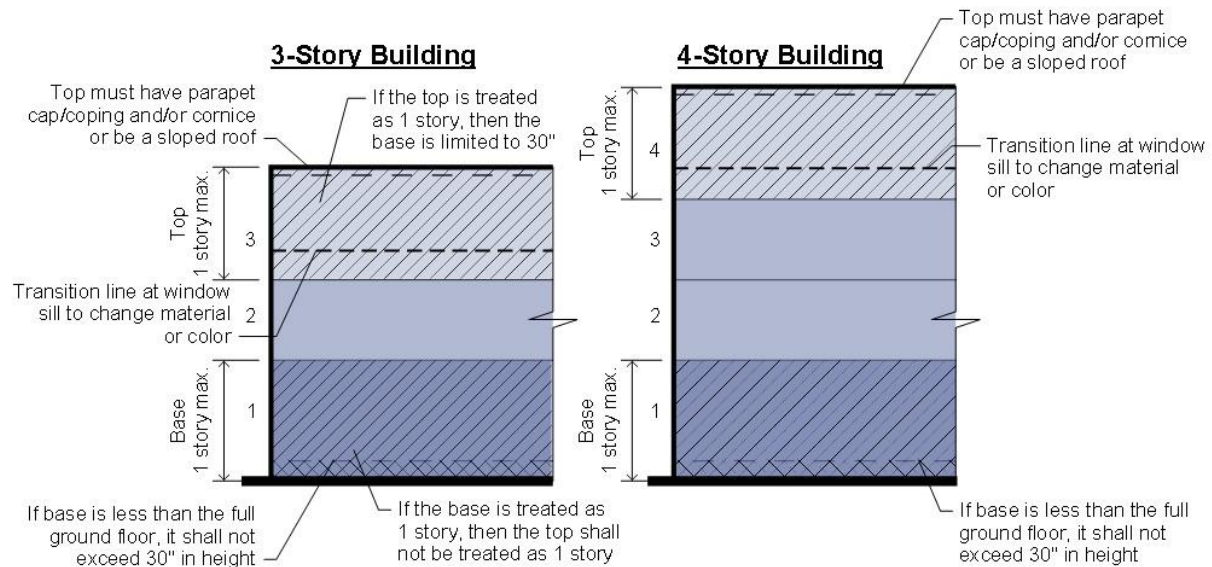 3-Story Building
Top must have parapet
cap/coping and/or cornice
or be a sloped roof
If the top is treated
as 1 story, then the
base is limited to 30"
Top
1 story max.
3
Transition line at window
sill to change material
or color
2
Base
1 story max.
1
If base is less than the full
ground floor, it shall not
exceed 30" in height
If the base is treated as
1 story, then the top shall
not be treated as 1 story
4-Story Building
Top must have parapet
cap/coping and/or cornice
or be a sloped roof
Top
1 story max.
4
Transition line at window
sill to change material
or color
3
2
Base
1 story max.
1
If base is less than the full
ground floor, it shall not
exceed 30" in height